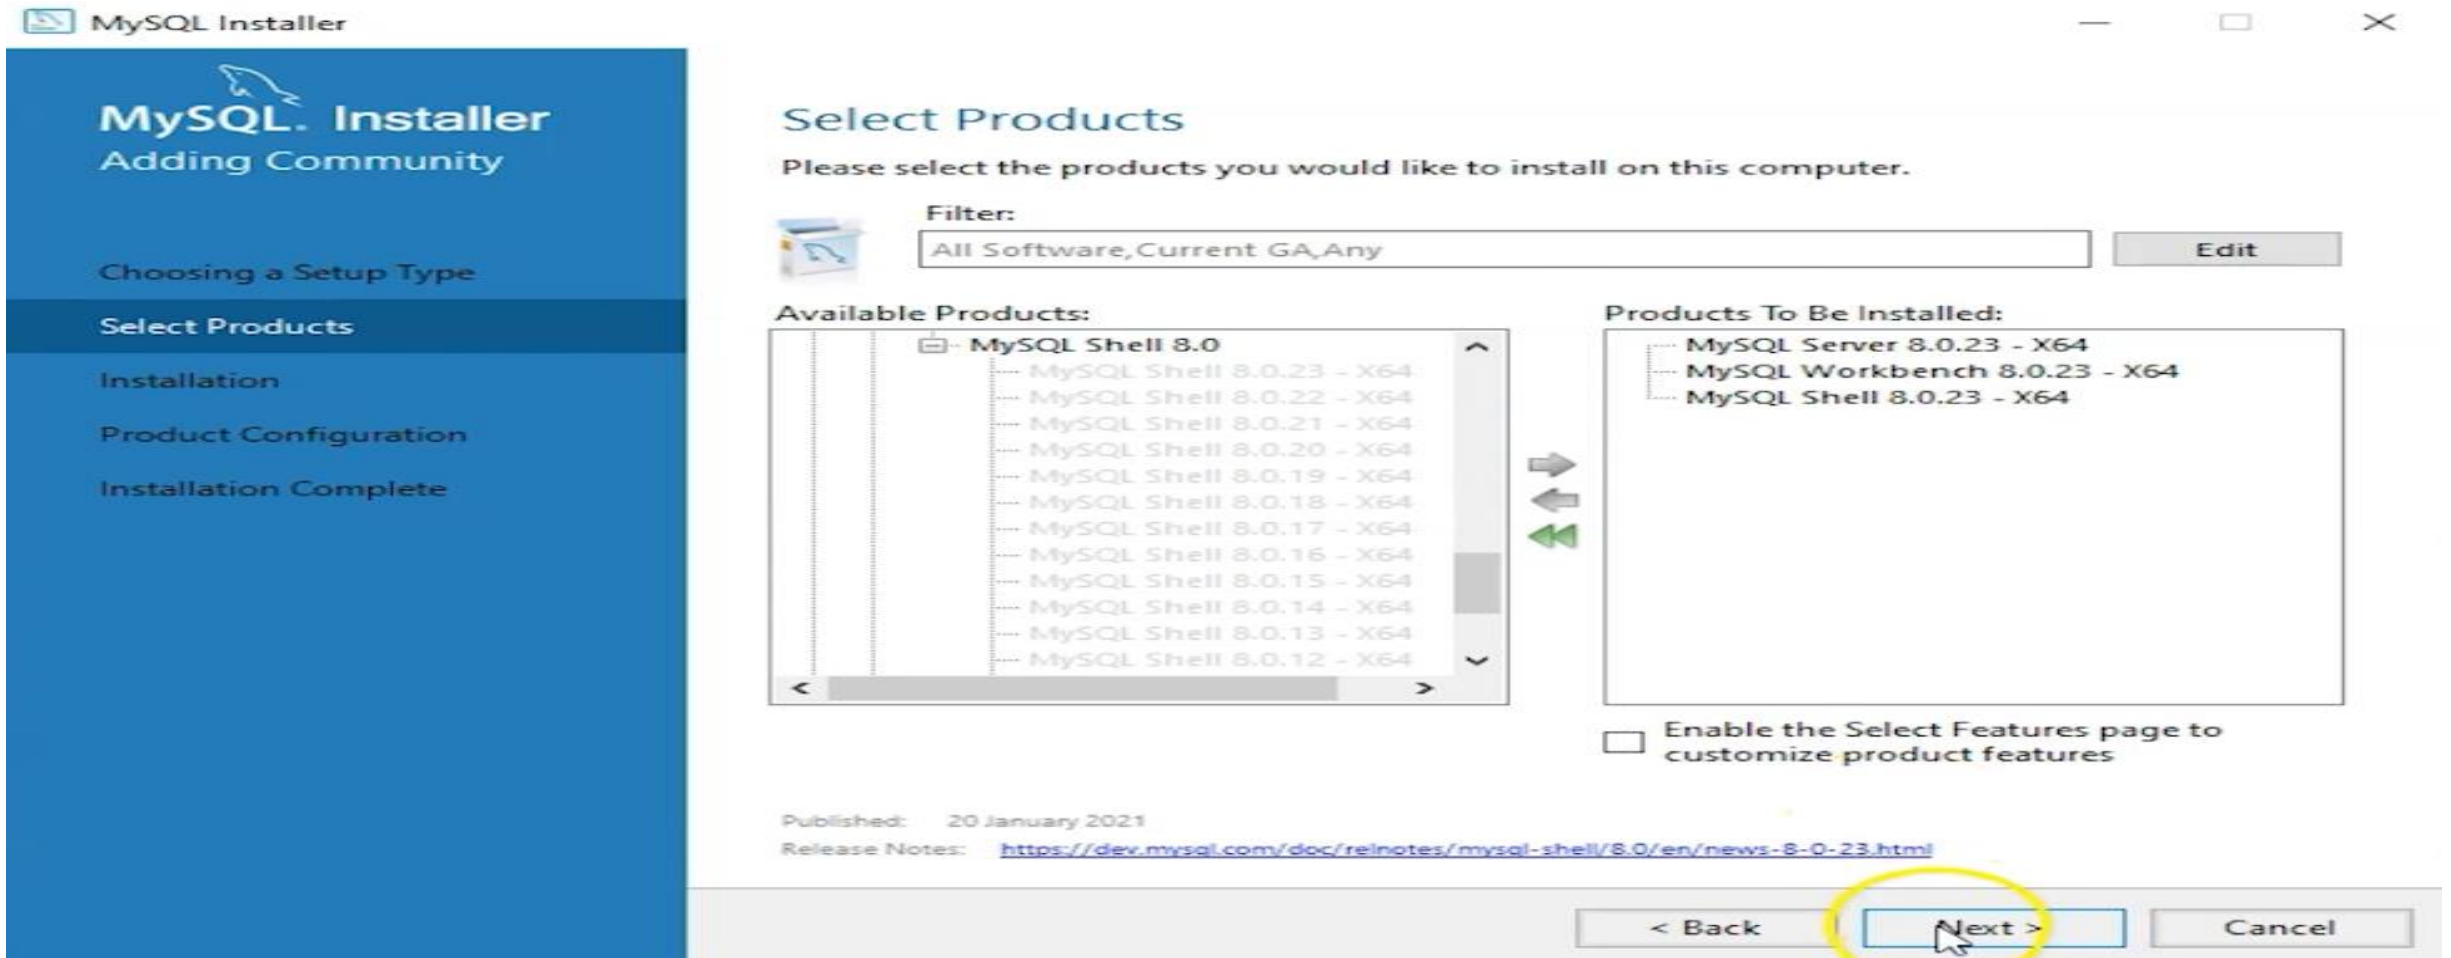 MySQL Installer
MySQL. Installer
Adding Community
Choosing a Setup Type
Select Products
Installation
Product Configuration
Installation Complete
Select Products
Please select the products you would like to install on this computer.
Filter:
All Software,Current GA,Any
Edit
Available Products:
MySQL Shell 8.0
MySQL Shell 8.0.23 - X64
MySQL Shell 8.0.22 - X64
MySQL Shell 8.0.21 - X64
MySQL Shell 8.0.20 - X64
MySQL Shell 8.0.19 - X64
MySQL Shell 8.0.18 - X64
MySQL Shell 8.0.17 - X64
MySQL Shell 8.0.16 - X64
MySQL Shell 8.0.15 - X64
MySQL Shell 8.0.14 - X64
MySQL Shell 8.0.13 - X64
MySQL Shell 8.0.12 - X64
Products To Be Installed:
MySQL Server 8.0.23 - X64
MySQL Workbench 8.0.23 - X64
MySQL Shell 8.0.23 - X64
Enable the Select Features page to
customize product features
Published: 20 January 2021
Release Notes: https://dev.mysql.com/doc/relnotes/mysql-shell/8.0/en/news-8-0-23.html
< Back
Next >
Cancel